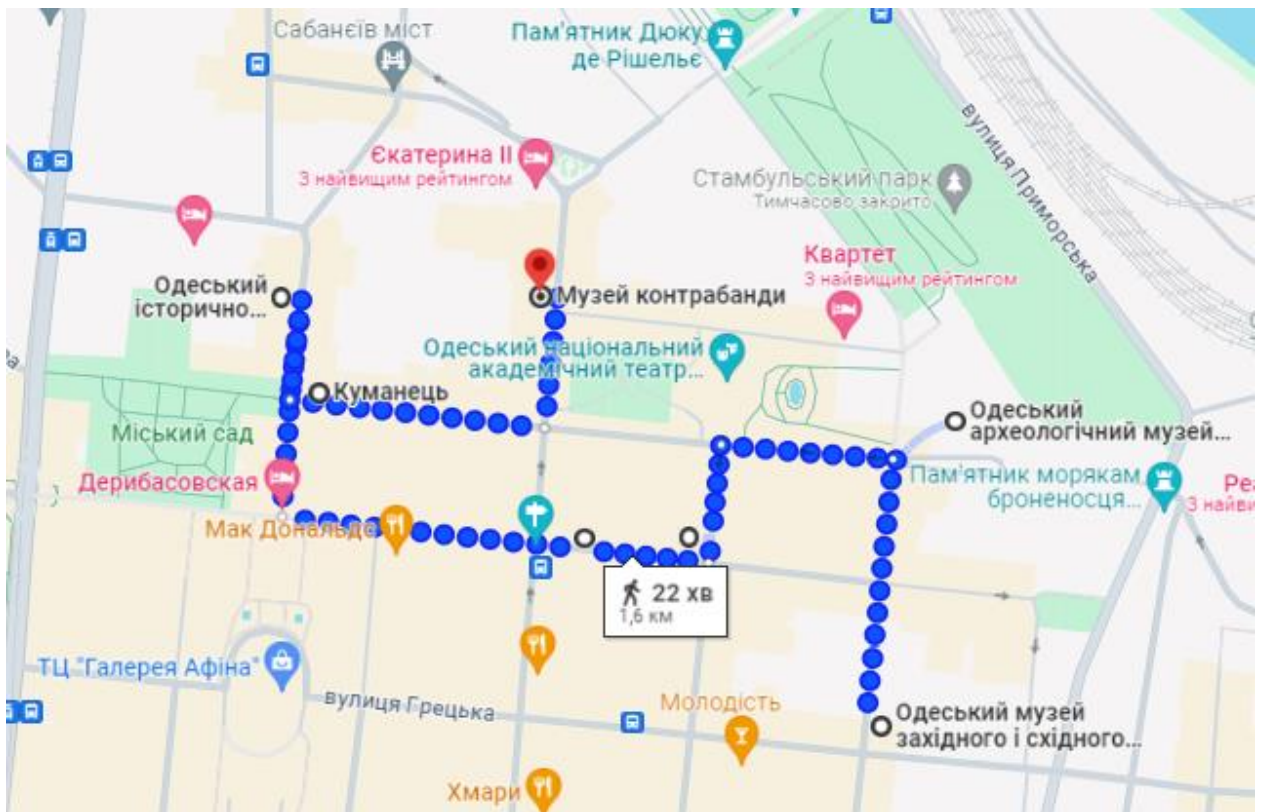 Сабанєїв міст
Пам'ятник Дюку
де Рішельє
вулиця Приморська
Єкатерина II
З найвищим рейтингом
Стамбульський парк
Тимчасово закрито
Квартет
З найвищим рейтингом
Одеський
історично...
Музей контрабанди
Одеський національний
академічний театр...
Куманець
Міський сад
Одеський
археологічний музей...
Дерибасовская
Пам'ятник морякам
броненосця...
З найви
Мак Дональдс
22 хв
1,6 км
ТЦ "Галерея Афіна"
вулиця Грецька
Молодість
Одеський музей
західного і східного...
Хмари